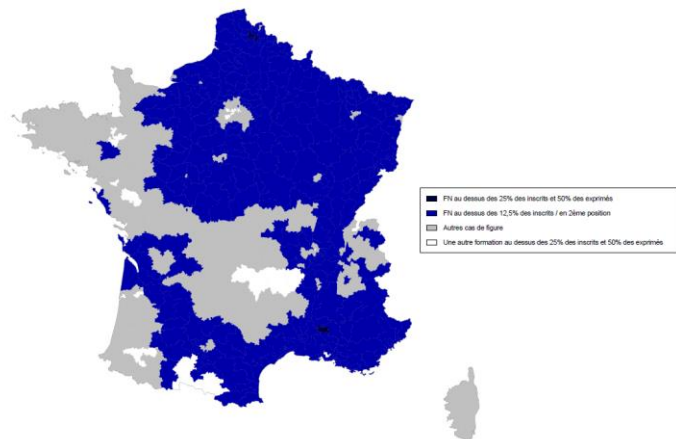 FN au dessus des 25% des inscrits et 50% des exprimés
FN au dessus des 12,5% des inscrits / en 2ème position
Autres cas de figure
Une autre formation au dessus des 25% des inscrits et 50% des exprimés